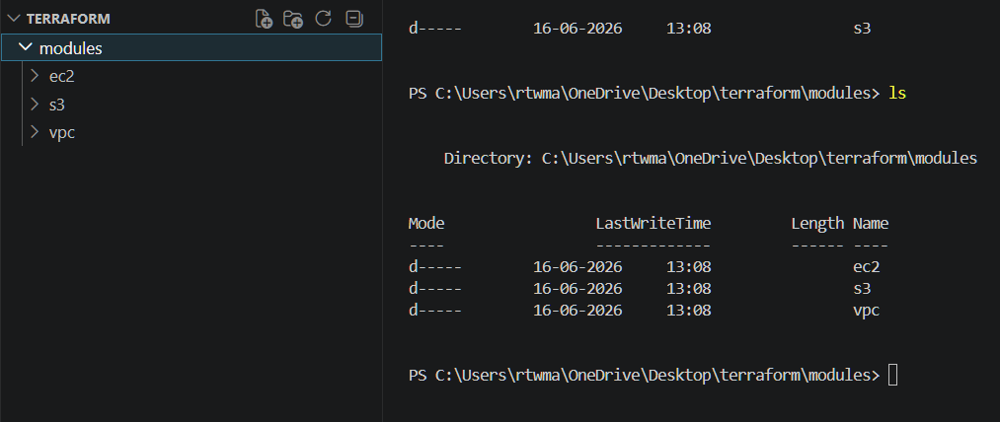 TERRAFORM
modules
ec2
s3
vpc
d----- 16-06-2026 13:08 s3
PS C:\Users\rtwma\OneDrive\Desktop\terraform\modules> ls
Directory: C:\Users\rtwma\OneDrive\Desktop\terraform\modules
Mode LastWriteTime Length Name
---- ------------- ------ ----
d----- 16-06-2026 13:08 ec2
d----- 16-06-2026 13:08 s3
d----- 16-06-2026 13:08 vpc
PS C:\Users\rtwma\OneDrive\Desktop\terraform\modules>